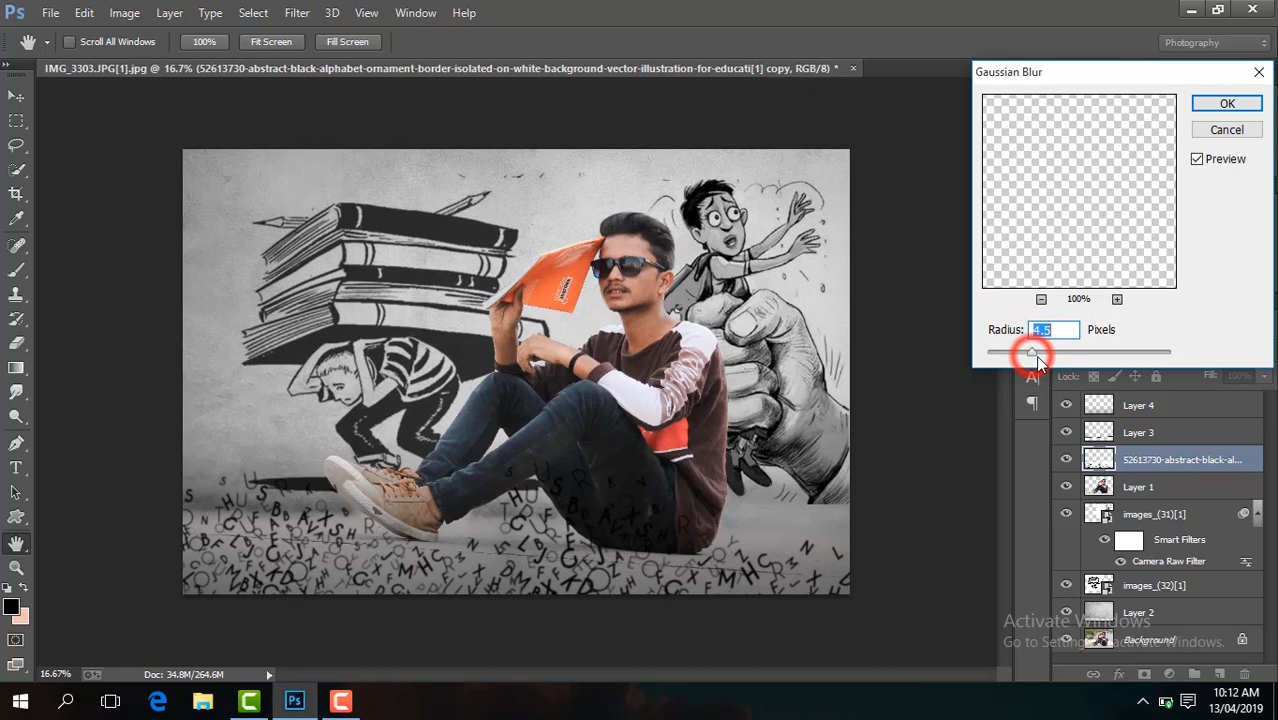 Ps File Edit Image Layer Type Select Filter 3D View Window Help
Scroll All Windows 100% Fit Screen Fill Screen Photography
IMG_3303.JPG[1].jpg @ 16.7% (52613730-abstract-black-alphabet-ornament-border-isolated-on-white-background-vector-illustration-for-educati[1] copy, RGB/8) *
Gaussian Blur
OK
Cancel
Preview
100%
Radius: 4.5 Pixels
Lock: Fill: 100%
Layer 4
Layer 3
52613730-abstract-black-al...
Layer 1
images_(31)[1]
Smart Filters
Camera Raw Filter
images_(32)[1]
Layer 2
Background
Activate Windows
Go to Settings to activate Windows.
16.67% Doc: 34.8M/264.6M
10:12 AM
13/04/2019